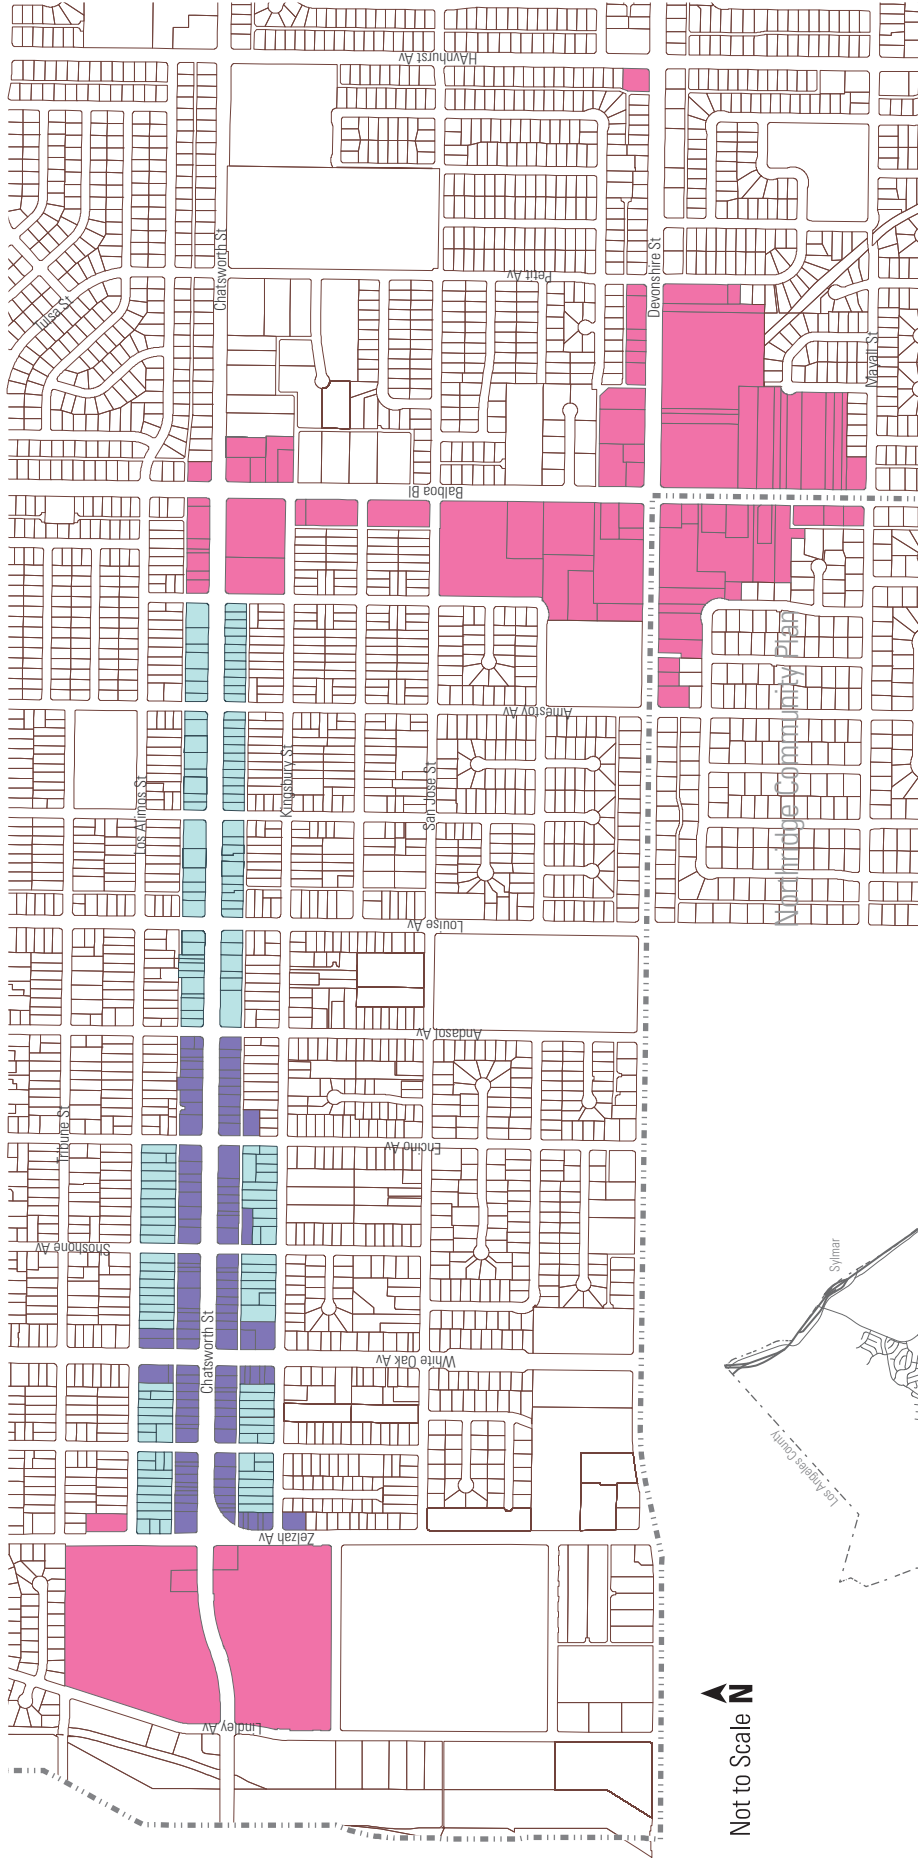 HAvnhurst Av
Chatsworth St
Petit Av
Devonshire St
uisa St
Mayall St
Balboa Bl
Northridge Community Plan
Amestoy Av
Los Alimos St
Kingsbury St
San Jose St
Louise Av
Andasol Av
Tribune St
Encino Av
Shoshone Av
Chatsworth St
White Oak Av
Zelzah Av
Lindley Av
Sylmar
Los Angeles County
Not to Scale
N